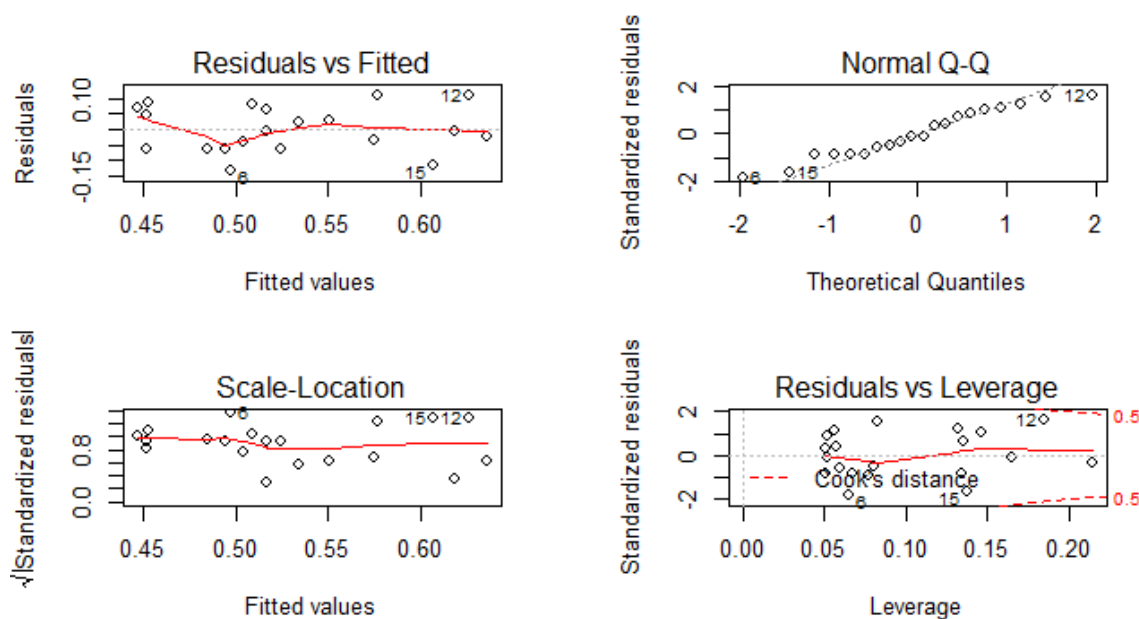 Residuals vs Fitted
Residuals
0.10
-0.15
12
6
15
0.45 0.50 0.55 0.60
Fitted values
Normal Q-Q
Standardized residuals
2
0
-2
6
15
12
-2 -1 0 1 2
Theoretical Quantiles
Scale-Location
√|Standardized residuals|
0.8
0.0
6
15
12
0.45 0.50 0.55 0.60
Fitted values
Residuals vs Leverage
Standardized residuals
2
0
-2
12
0.5
Cook's distance
6
15
0.5
0.00 0.05 0.10 0.15 0.20
Leverage